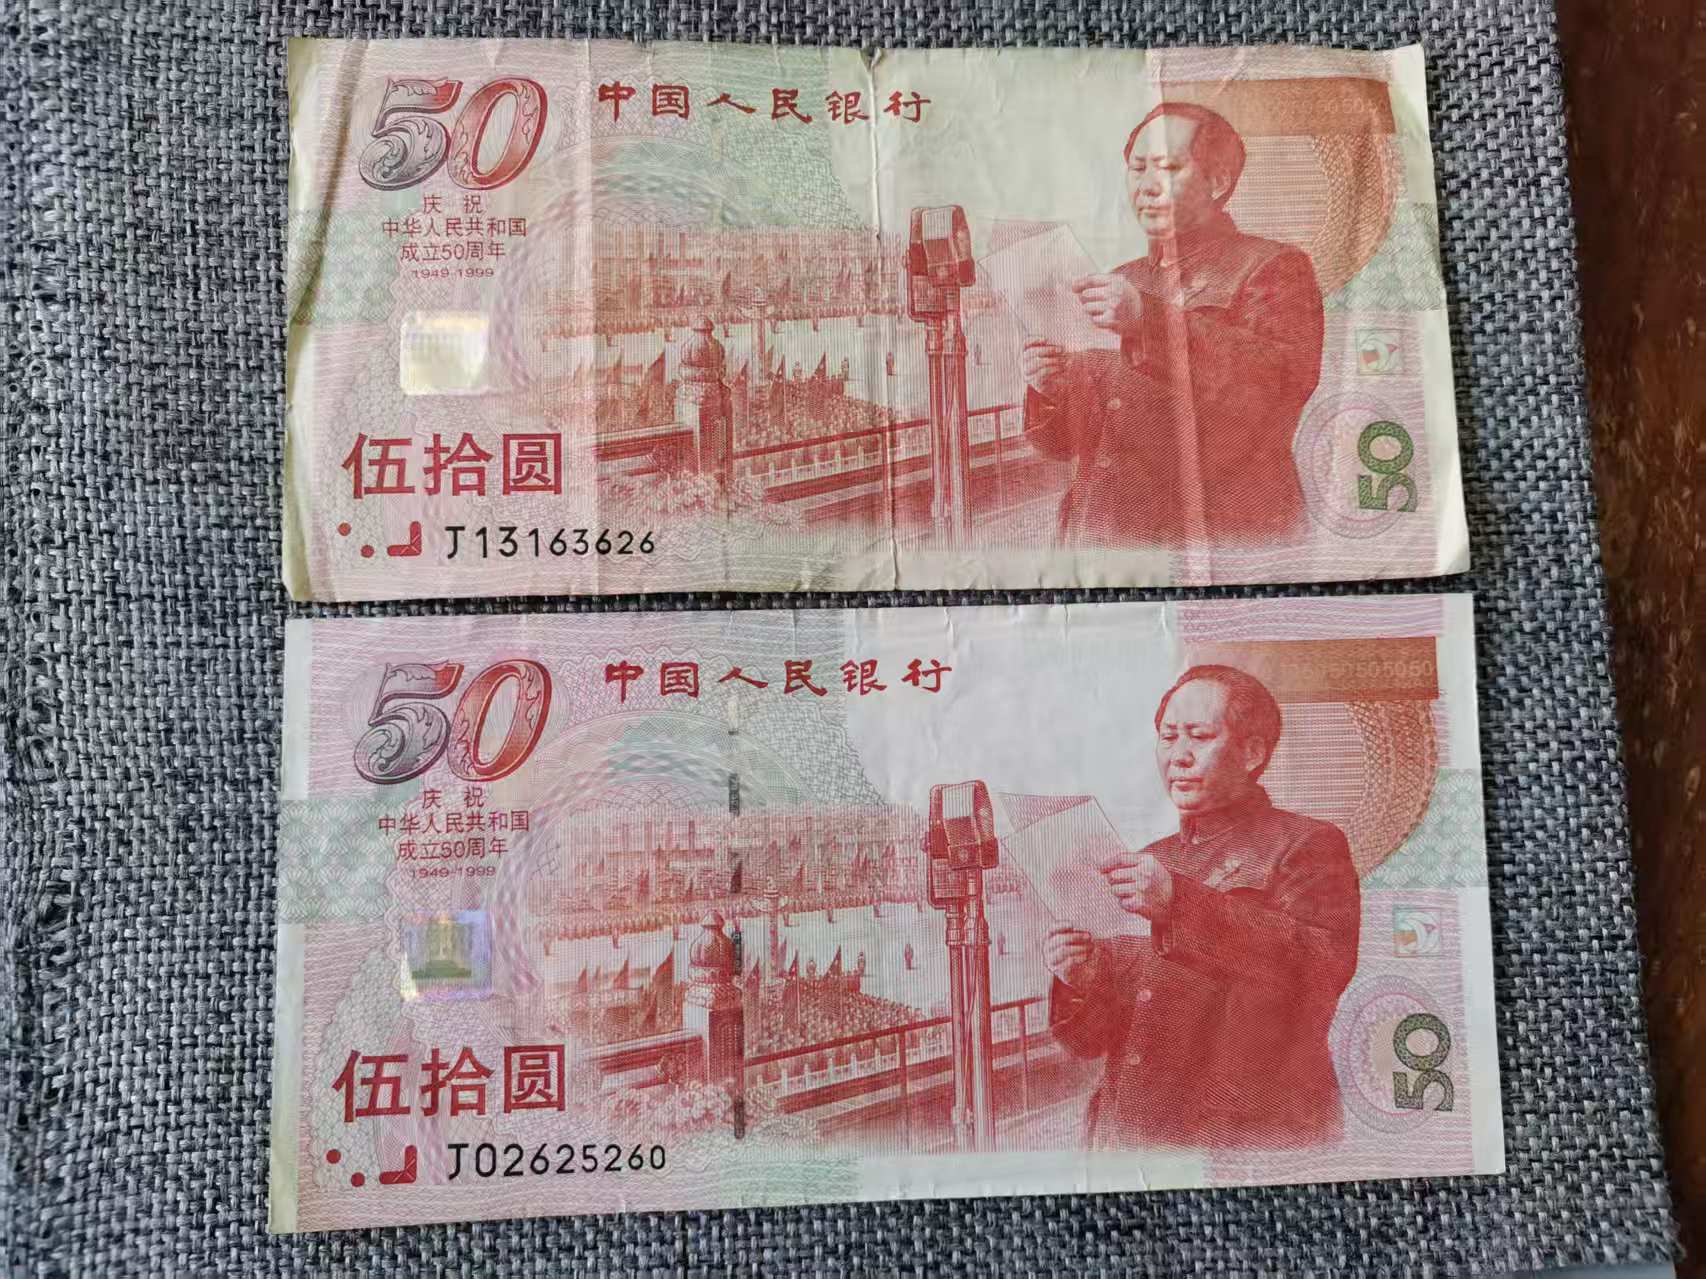 50
中国人民银行
庆祝
中华人民共和国
成立50周年
1949-1999
伍拾圆
J13163626
50
50
中国人民银行
庆祝
中华人民共和国
成立50周年
1949-1999
伍拾圆
J02625260
50